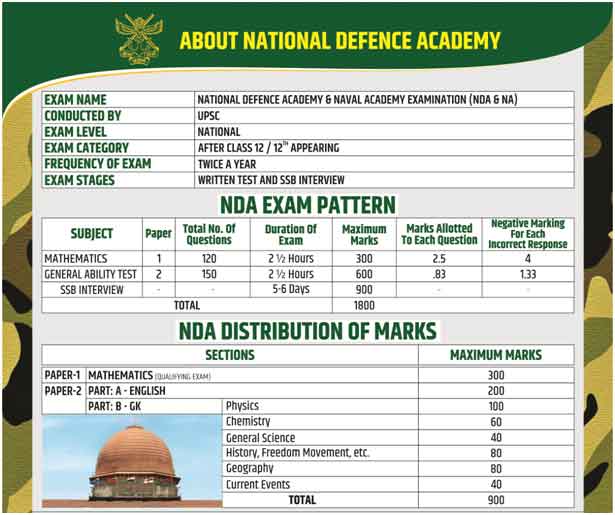 ABOUT NATIONAL DEFENCE ACADEMY
EXAM NAME NATIONAL DEFENCE ACADEMY & NAVAL ACADEMY EXAMINATION (NDA & NA)
CONDUCTED BY UPSC
EXAM LEVEL NATIONAL
EXAM CATEGORY AFTER CLASS 12 / 12TH APPEARING
FREQUENCY OF EXAM TWICE A YEAR
EXAM STAGES WRITTEN TEST AND SSB INTERVIEW
NDA EXAM PATTERN
SUBJECT Paper Total No. Of Questions Duration Of Exam Maximum Marks Marks Allotted To Each Question Negative Marking For Each Incorrect Response
MATHEMATICS 1 120 2 ½ Hours 300 2.5 4
GENERAL ABILITY TEST 2 150 2 ½ Hours 600 .83 1.33
SSB INTERVIEW - - 5-6 Days 900 - -
TOTAL 1800
NDA DISTRIBUTION OF MARKS
SECTIONS MAXIMUM MARKS
PAPER-1 MATHEMATICS (QUALIFYING EXAM) 300
PAPER-2 PART: A - ENGLISH 200
PART: B - GK Physics 100
Chemistry 60
General Science 40
History, Freedom Movement, etc. 80
Geography 80
Current Events 40
TOTAL 900